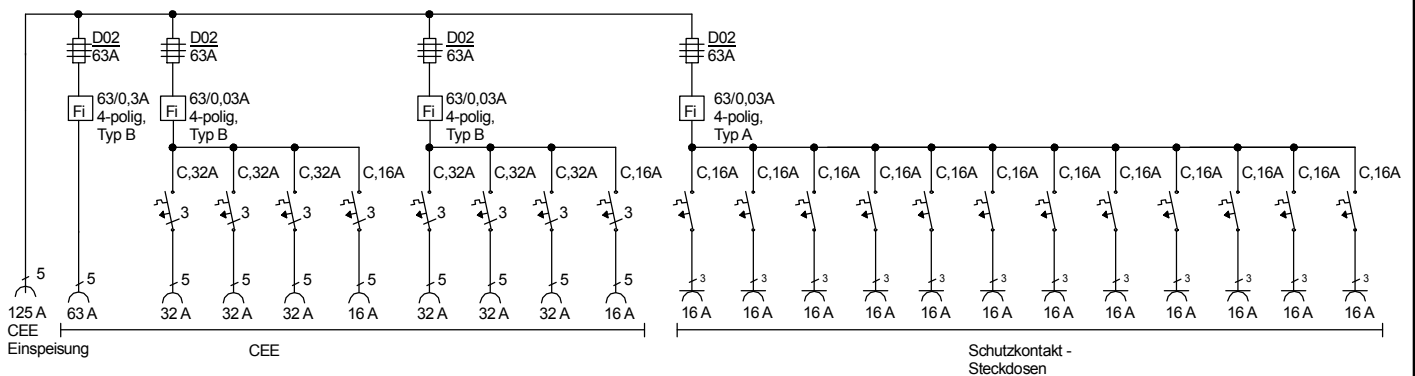 D02 D02 D02 D02
63A 63A 63A 63A
Fi 63/0,3A Fi 63/0,03A Fi 63/0,03A Fi 63/0,03A
4-polig, 4-polig, 4-polig, 4-polig,
Typ B Typ B Typ B Typ A
C,32A C,32A C,32A C,16A C,32A C,32A C,32A C,16A C,16A C,16A C,16A C,16A C,16A C,16A C,16A C,16A C,16A C,16A C,16A C,16A
3 3 3 3 3 3 3 3
5 5 5 5 5 5 5 5 5 5 3 3 3 3 3 3 3 3 3 3 3 3
125 A 63 A 32 A 32 A 32 A 16 A 32 A 32 A 32 A 16 A 16 A 16 A 16 A 16 A 16 A 16 A 16 A 16 A 16 A 16 A 16 A 16 A
CEE
Einspeisung
CEE
Schutzkontakt -
Steckdosen